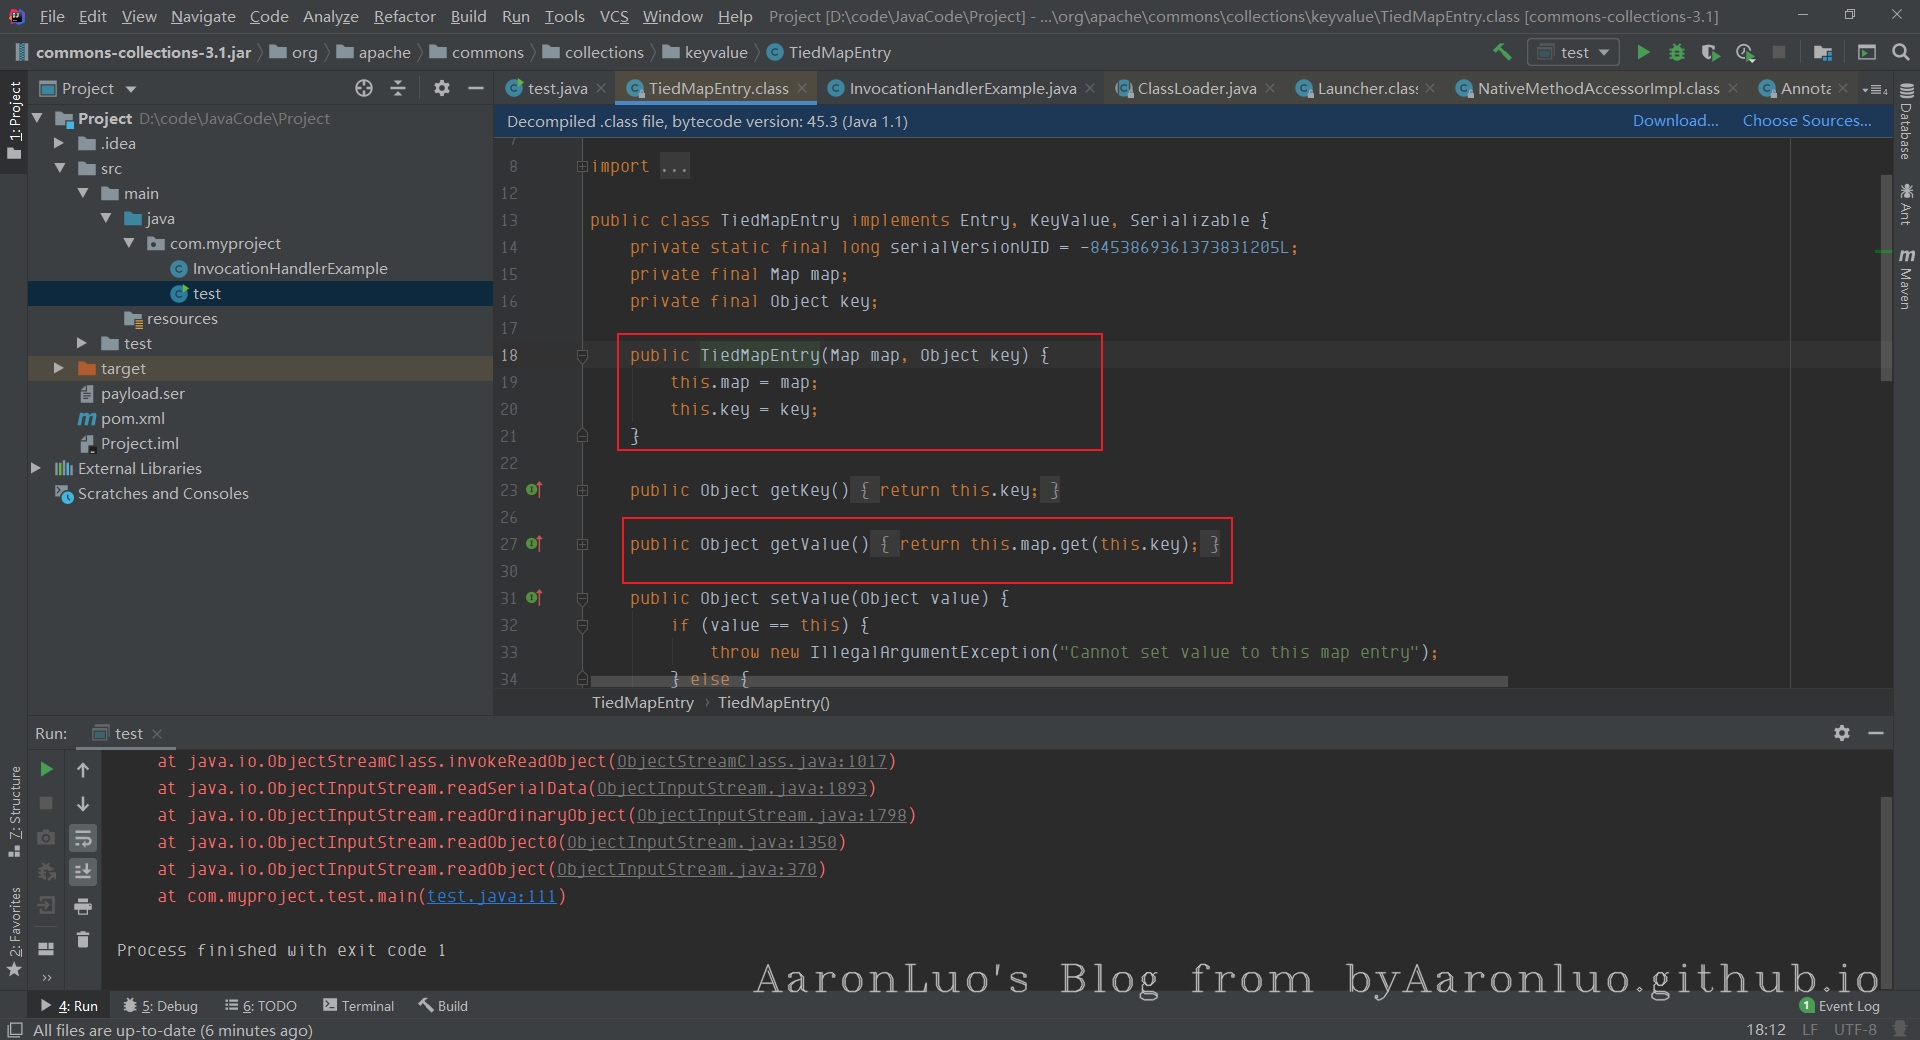 File Edit View Navigate Code Analyze Refactor Build Run Tools VCS Window Help Project [D:\code\JavaCode\Project] - ...\org\apache\commons\collections\keyvalue\TiedMapEntry.class [commons-collections-3.1]
commons-collections-3.1.jar org apache commons collections keyvalue TiedMapEntry test
Project test.java TiedMapEntry.class InvocationHandlerExample.java ClassLoader.java Launcher.class NativeMethodAccessorImpl.class Annota
Decompiled .class file, bytecode version: 45.3 (Java 1.1) Download... Choose Sources...
1: Project
Project D:\code\JavaCode\Project
.idea
src
main
java
com.myproject
InvocationHandlerExample
test
resources
test
target
payload.ser
pom.xml
Project.iml
External Libraries
Scratches and Consoles
7
8 import ...
12
13 public class TiedMapEntry implements Entry, KeyValue, Serializable {
14 private static final long serialVersionUID = -8453869361373831205L;
15 private final Map map;
16 private final Object key;
17
18 public TiedMapEntry(Map map, Object key) {
19 this.map = map;
20 this.key = key;
21 }
22
23 public Object getKey() { return this.key; }
26
27 public Object getValue() { return this.map.get(this.key); }
30
31 public Object setValue(Object value) {
32 if (value == this) {
33 throw new IllegalArgumentException("Cannot set value to this map entry");
34 } else {
TiedMapEntry › TiedMapEntry()
Database
Ant
Maven
Run: test
at java.io.ObjectStreamClass.invokeReadObject(ObjectStreamClass.java:1017)
at java.io.ObjectInputStream.readSerialData(ObjectInputStream.java:1893)
at java.io.ObjectInputStream.readOrdinaryObject(ObjectInputStream.java:1798)
at java.io.ObjectInputStream.readObject0(ObjectInputStream.java:1350)
at java.io.ObjectInputStream.readObject(ObjectInputStream.java:370)
at com.myproject.test.main(test.java:111)
Process finished with exit code 1
7: Structure
2: Favorites
AaronLuo's Blog from byAaronluo.github.io
4: Run 5: Debug 6: TODO Terminal Build 1 Event Log
All files are up-to-date (6 minutes ago) 18:12 LF UTF-8